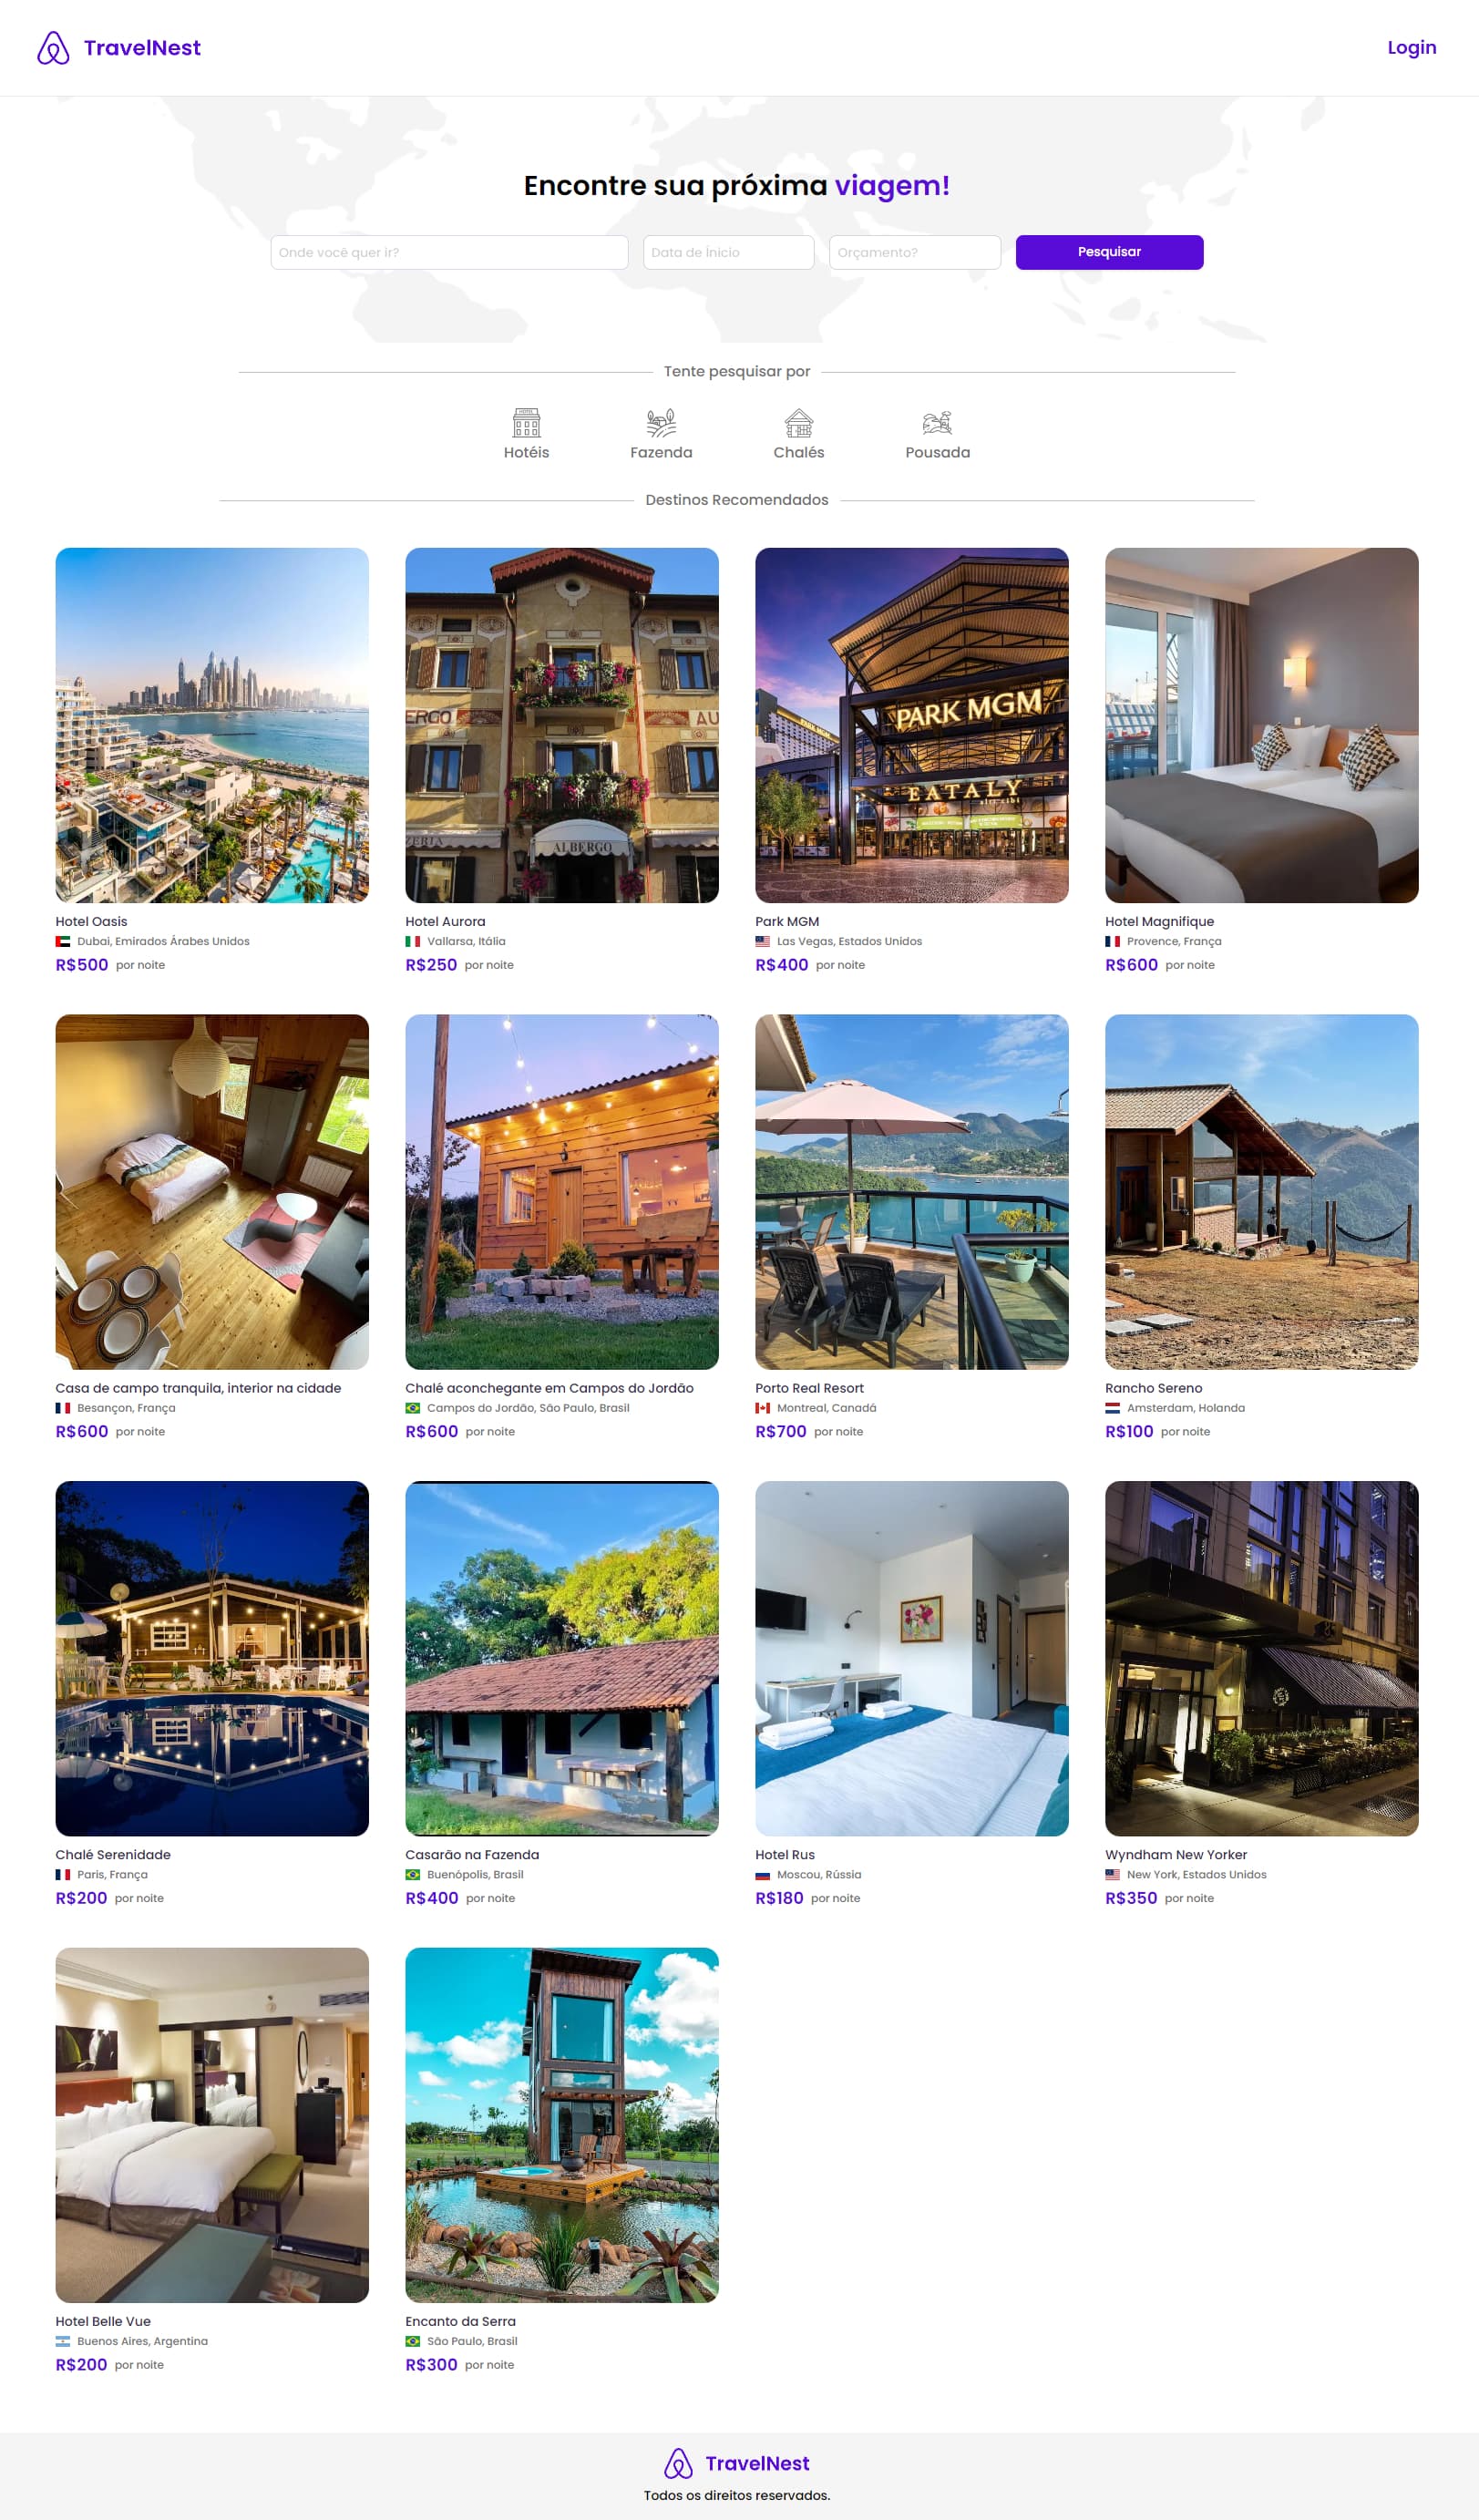 TravelNest
Login
Encontre sua próxima viagem!
Onde você quer ir?
Data de Ínicio
Orçamento?
Pesquisar
Tente pesquisar por
HOTEL
Hotéis
Fazenda
Chalés
Pousada
Destinos Recomendados
ERGO
AU
ZERIA
ALBERGO
PARK MGM
PARK MGM
EATALY
Hotel Oasis
Dubai, Emirados Árabes Unidos
R$500 por noite
Hotel Aurora
Vallarsa, Itália
R$250 por noite
Park MGM
Las Vegas, Estados Unidos
R$400 por noite
Hotel Magnifique
Provence, França
R$600 por noite
Casa de campo tranquila, interior na cidade
Besançon, França
R$600 por noite
Chalé aconchegante em Campos do Jordão
Campos do Jordão, São Paulo, Brasil
R$600 por noite
Porto Real Resort
Montreal, Canadá
R$700 por noite
Rancho Sereno
Amsterdam, Holanda
R$100 por noite
Chalé Serenidade
Paris, França
R$200 por noite
Casarão na Fazenda
Buenópolis, Brasil
R$400 por noite
Hotel Rus
Moscou, Rússia
R$180 por noite
Wyndham New Yorker
New York, Estados Unidos
R$350 por noite
Hotel Belle Vue
Buenos Aires, Argentina
R$200 por noite
Encanto da Serra
São Paulo, Brasil
R$300 por noite
TravelNest
Todos os direitos reservados.